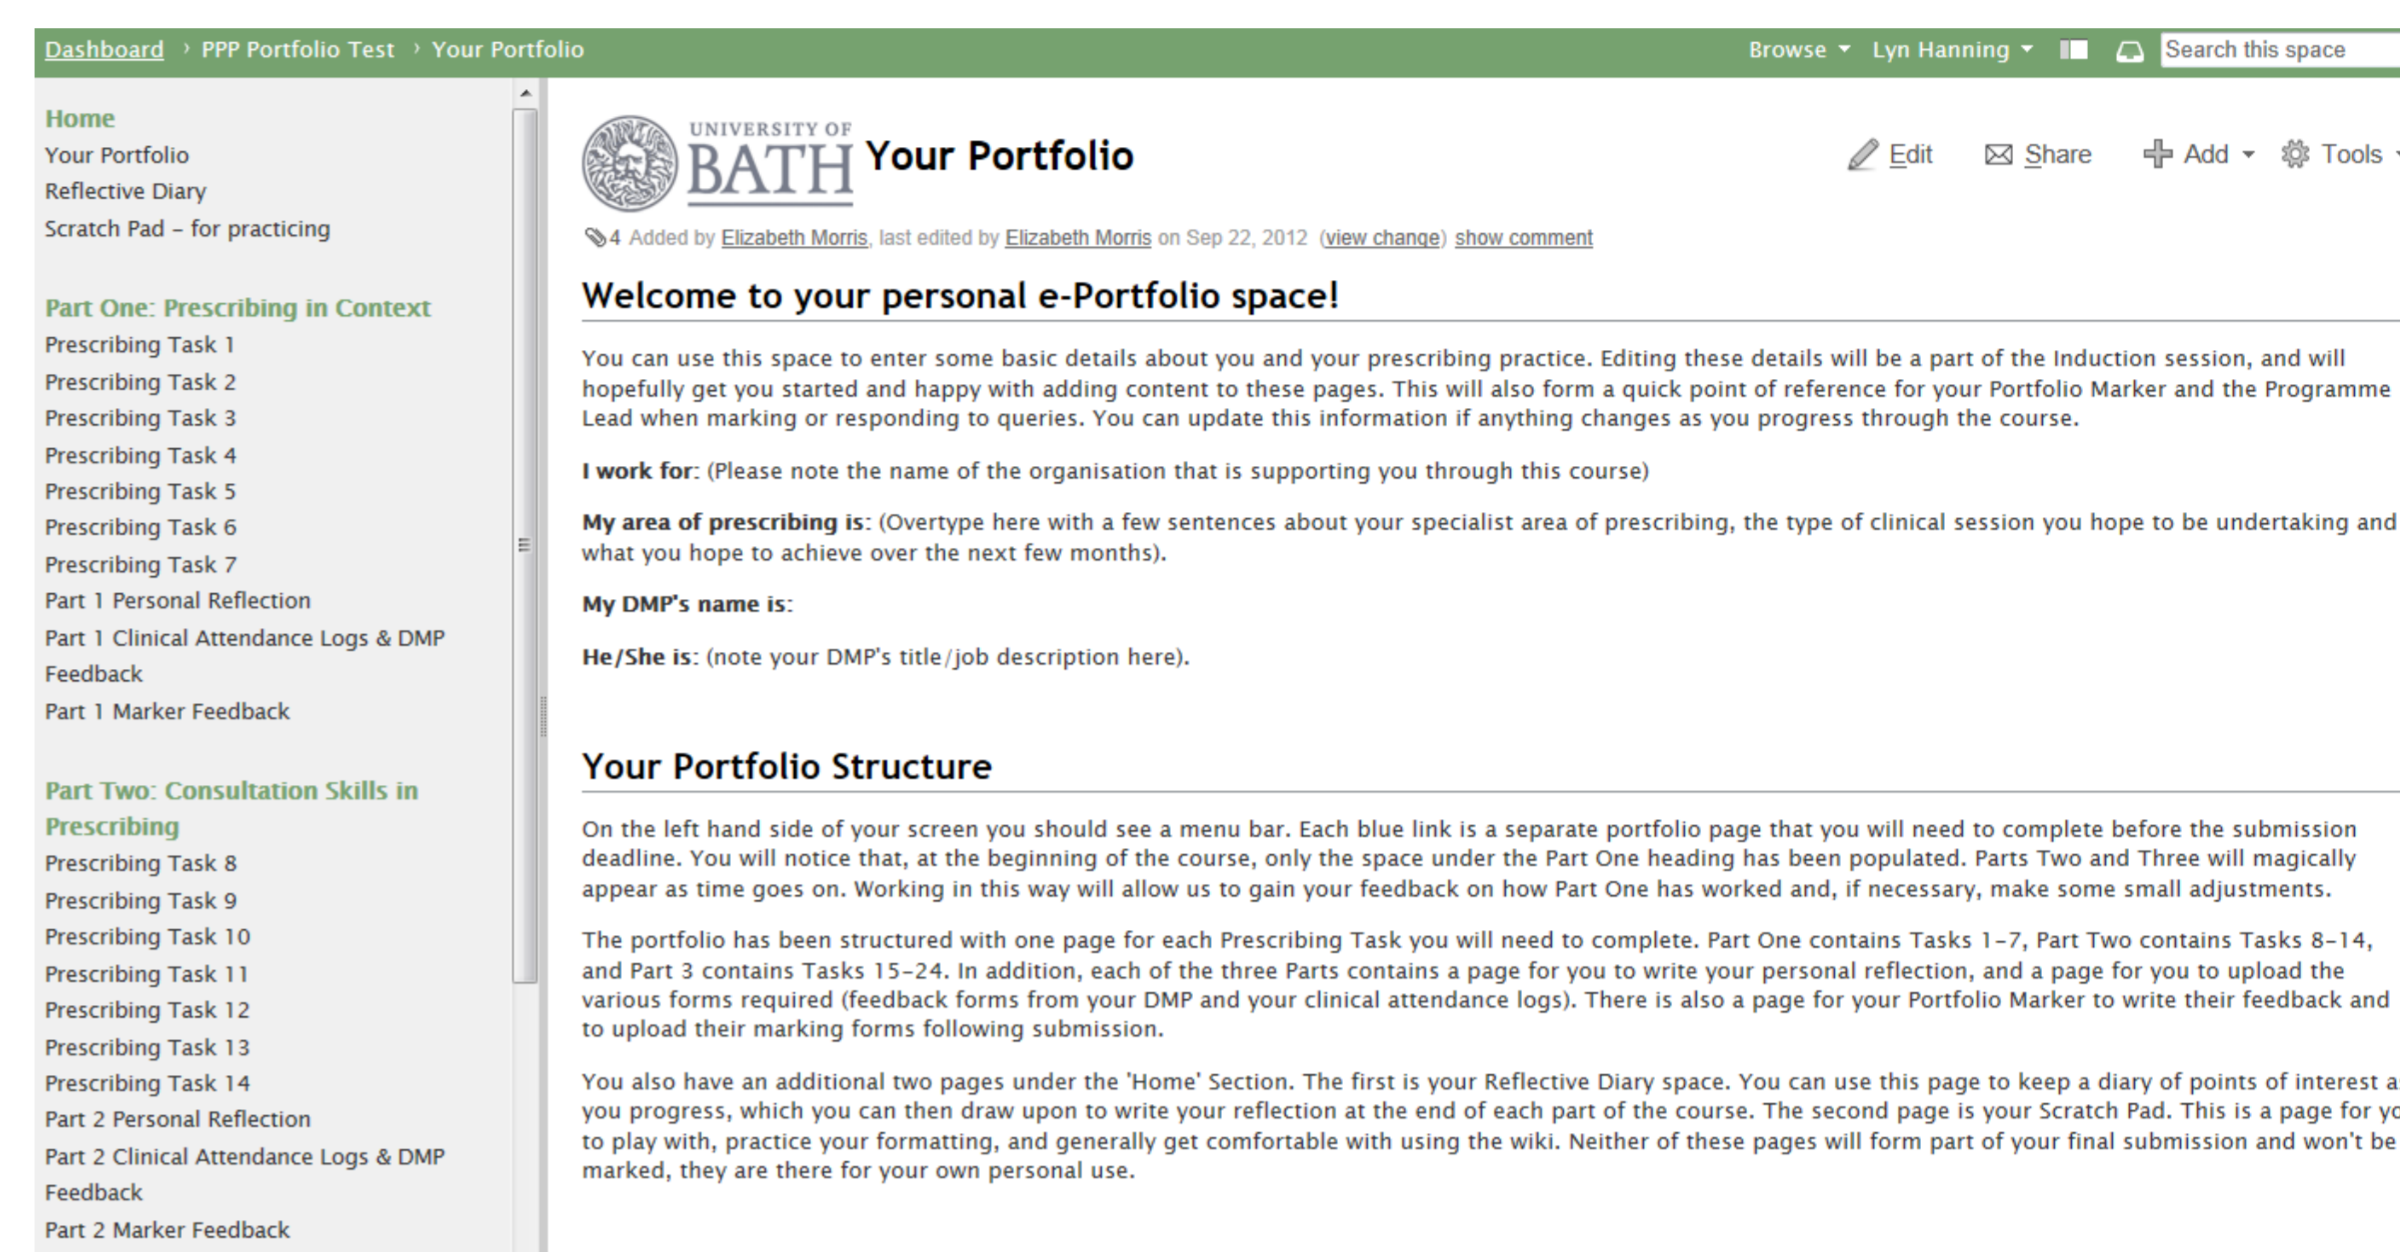 Dashboard › PPP Portfolio Test › Your Portfolio
Browse Lyn Hanning Search this space
Home
Your Portfolio
Reflective Diary
Scratch Pad – for practicing
Part One: Prescribing in Context
Prescribing Task 1
Prescribing Task 2
Prescribing Task 3
Prescribing Task 4
Prescribing Task 5
Prescribing Task 6
Prescribing Task 7
Part 1 Personal Reflection
Part 1 Clinical Attendance Logs & DMP
Feedback
Part 1 Marker Feedback
Part Two: Consultation Skills in
Prescribing
Prescribing Task 8
Prescribing Task 9
Prescribing Task 10
Prescribing Task 11
Prescribing Task 12
Prescribing Task 13
Prescribing Task 14
Part 2 Personal Reflection
Part 2 Clinical Attendance Logs & DMP
Feedback
Part 2 Marker Feedback
UNIVERSITY OF
BATH
Your Portfolio
Edit Share Add Tools
4 Added by Elizabeth Morris, last edited by Elizabeth Morris on Sep 22, 2012 (view change) show comment
Welcome to your personal e-Portfolio space!
You can use this space to enter some basic details about you and your prescribing practice. Editing these details will be a part of the Induction session, and will
hopefully get you started and happy with adding content to these pages. This will also form a quick point of reference for your Portfolio Marker and the Programme
Lead when marking or responding to queries. You can update this information if anything changes as you progress through the course.
I work for: (Please note the name of the organisation that is supporting you through this course)
My area of prescribing is: (Overtype here with a few sentences about your specialist area of prescribing, the type of clinical session you hope to be undertaking and
what you hope to achieve over the next few months).
My DMP's name is:
He/She is: (note your DMP's title/job description here).
Your Portfolio Structure
On the left hand side of your screen you should see a menu bar. Each blue link is a separate portfolio page that you will need to complete before the submission
deadline. You will notice that, at the beginning of the course, only the space under the Part One heading has been populated. Parts Two and Three will magically
appear as time goes on. Working in this way will allow us to gain your feedback on how Part One has worked and, if necessary, make some small adjustments.
The portfolio has been structured with one page for each Prescribing Task you will need to complete. Part One contains Tasks 1–7, Part Two contains Tasks 8–14,
and Part 3 contains Tasks 15–24. In addition, each of the three Parts contains a page for you to write your personal reflection, and a page for you to upload the
various forms required (feedback forms from your DMP and your clinical attendance logs). There is also a page for your Portfolio Marker to write their feedback and
to upload their marking forms following submission.
You also have an additional two pages under the 'Home' Section. The first is your Reflective Diary space. You can use this page to keep a diary of points of interest
you progress, which you can then draw upon to write your reflection at the end of each part of the course. The second page is your Scratch Pad. This is a page for
to play with, practice your formatting, and generally get comfortable with using the wiki. Neither of these pages will form part of your final submission and won't be
marked, they are there for your own personal use.